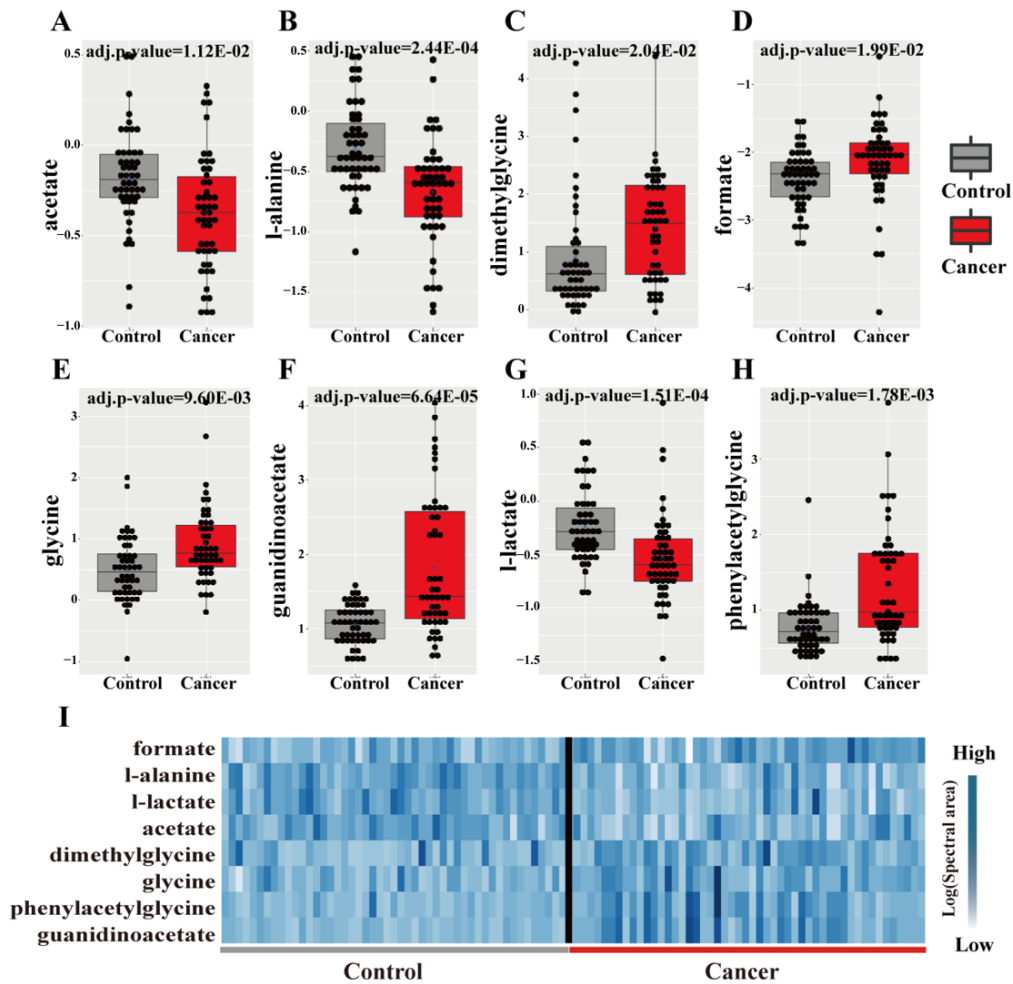 A
adj.p-value=1.12E-02
acetate
0.5
0.0
−0.5
−1.0
Control Cancer
B
adj.p-value=2.44E-04
l-alanine
0.5
0.0
−0.5
−1.0
−1.5
Control Cancer
C
adj.p-value=2.04E-02
dimethylglycine
4
3
2
1
0
Control Cancer
D
adj.p-value=1.99E-02
formate
−1
−2
−3
−4
Control Cancer
Control
Cancer
E
adj.p-value=9.60E-03
glycine
3
2
1
0
−1
Control Cancer
F
adj.p-value=6.64E-05
guanidinoacetate
4
3
2
1
Control Cancer
G
adj.p-value=1.51E-04
l-lactate
1.0
0.5
0.0
−0.5
−1.0
−1.5
Control Cancer
H
adj.p-value=1.78E-03
phenylacetylglycine
3
2
1
Control Cancer
I
formate
l-alanine
l-lactate
acetate
dimethylglycine
glycine
phenylacetylglycine
guanidinoacetate
Control Cancer
High
Log(Spectral area)
Low